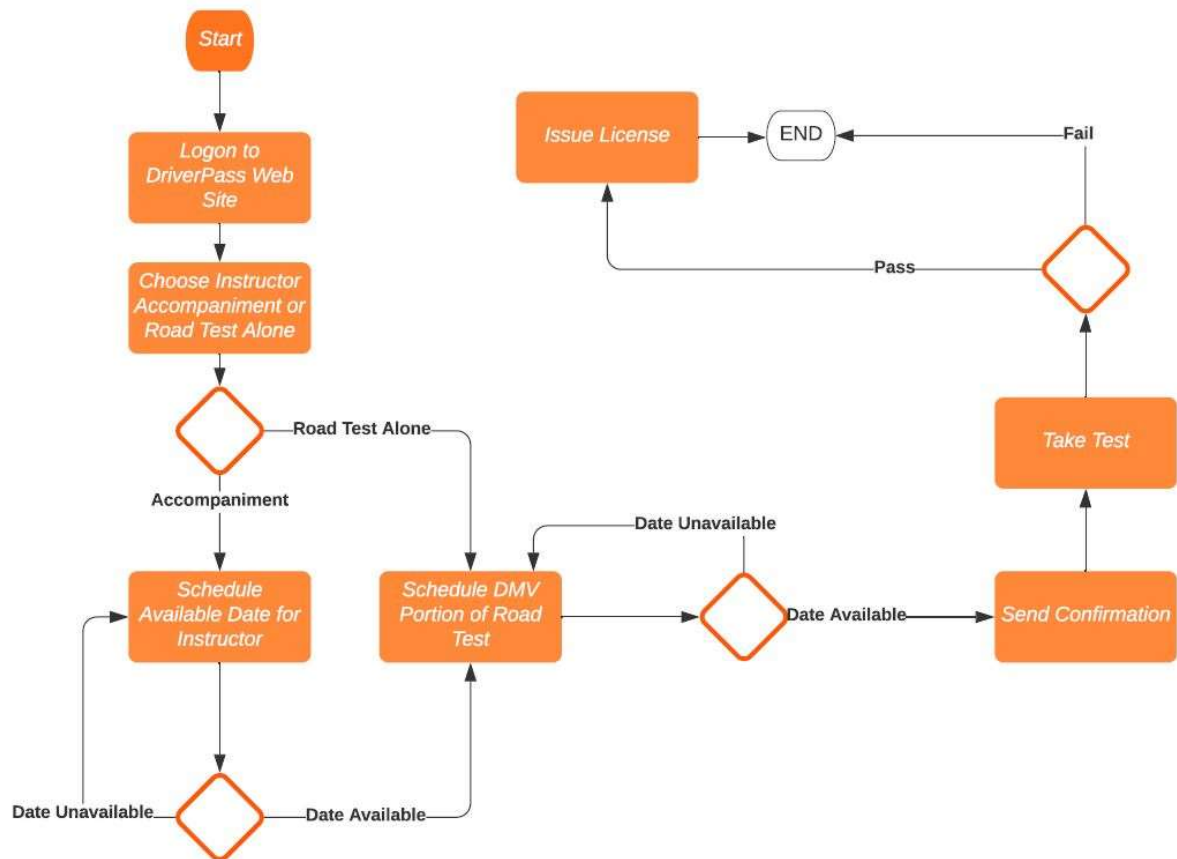 Start
Logon to
DriverPass Web
Site
Choose Instructor
Accompaniment or
Road Test Alone
Road Test Alone
Accompaniment
Schedule
Available Date for
Instructor
Date Unavailable
Date Available
Schedule DMV
Portion of Road
Test
Date Unavailable
Date Available
Send Confirmation
Take Test
Pass
Fail
Issue License
END